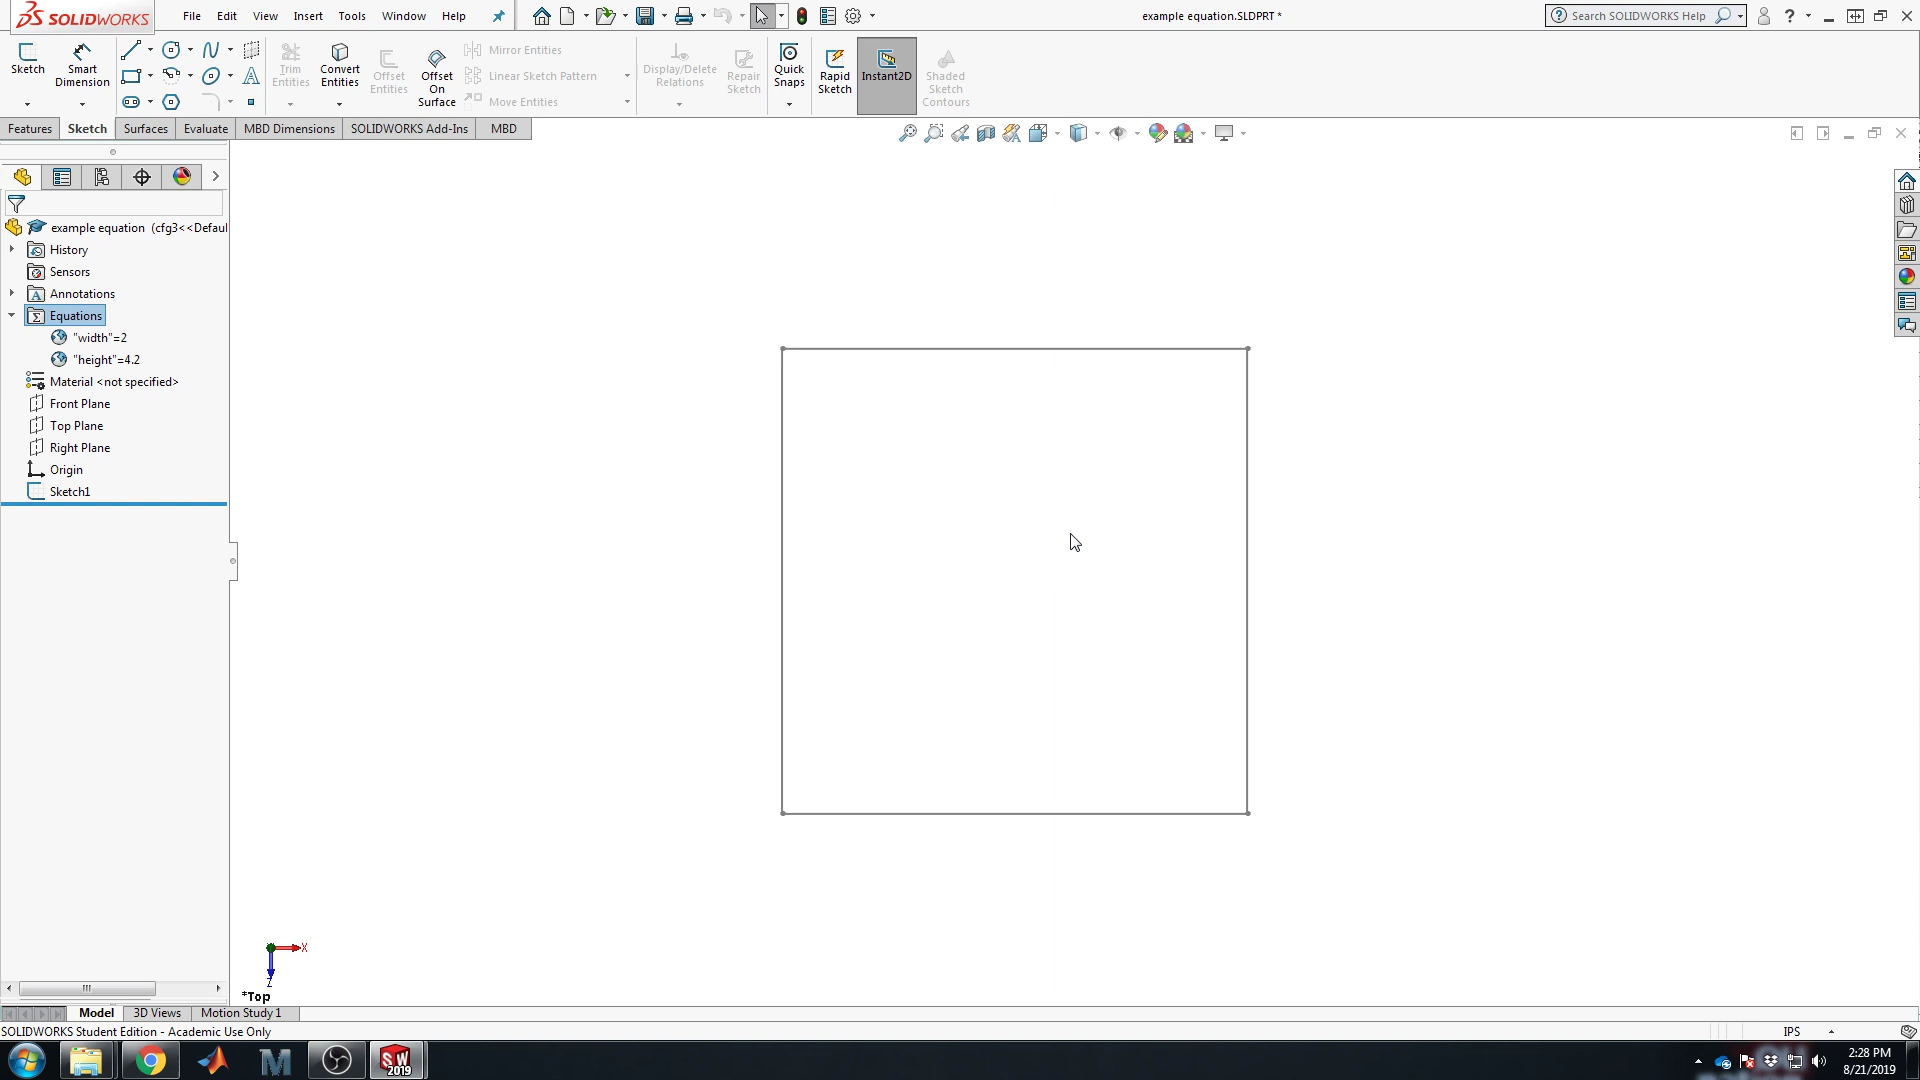 SOLIDWORKS File Edit View Insert Tools Window Help example equation.SLDPRT * Search SOLIDWORKS Help ?
Sketch Smart Dimension Trim Entities Convert Entities Offset Entities Offset On Surface Mirror Entities Display/Delete Relations Repair Sketch Quick Snaps Rapid Sketch Instant2D Shaded Sketch Contours
Linear Sketch Pattern
Move Entities
Features Sketch Surfaces Evaluate MBD Dimensions SOLIDWORKS Add-Ins MBD
example equation (cfg3<<Defaul
History
Sensors
Annotations
Equations
"width"=2
"height"=4.2
Material <not specified>
Front Plane
Top Plane
Right Plane
Origin
Sketch1
X
Z
*Top
Model 3D Views Motion Study 1
SOLIDWORKS Student Edition - Academic Use Only IPS
SW 2019
2:28 PM
8/21/2019